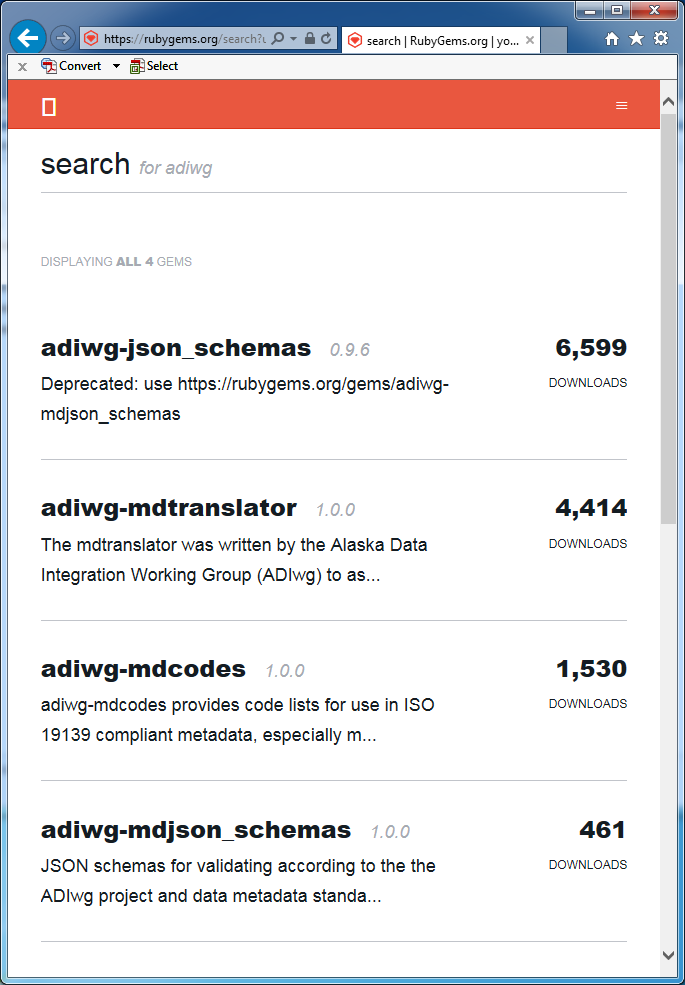 https://rubygems.org/search?
search | RubyGems.org | yo...
Convert
Select
search for adiwg
DISPLAYING ALL 4 GEMS
adiwg-json_schemas 0.9.6
6,599
Deprecated: use https://rubygems.org/gems/adiwg-
DOWNLOADS
mdjson_schemas
adiwg-mdtranslator 1.0.0
4,414
The mdtranslator was written by the Alaska Data
DOWNLOADS
Integration Working Group (ADIwg) to as...
adiwg-mdcodes 1.0.0
1,530
adiwg-mdcodes provides code lists for use in ISO
DOWNLOADS
19139 compliant metadata, especially m...
adiwg-mdjson_schemas 1.0.0
461
JSON schemas for validating according to the the
DOWNLOADS
ADIwg project and data metadata standa...